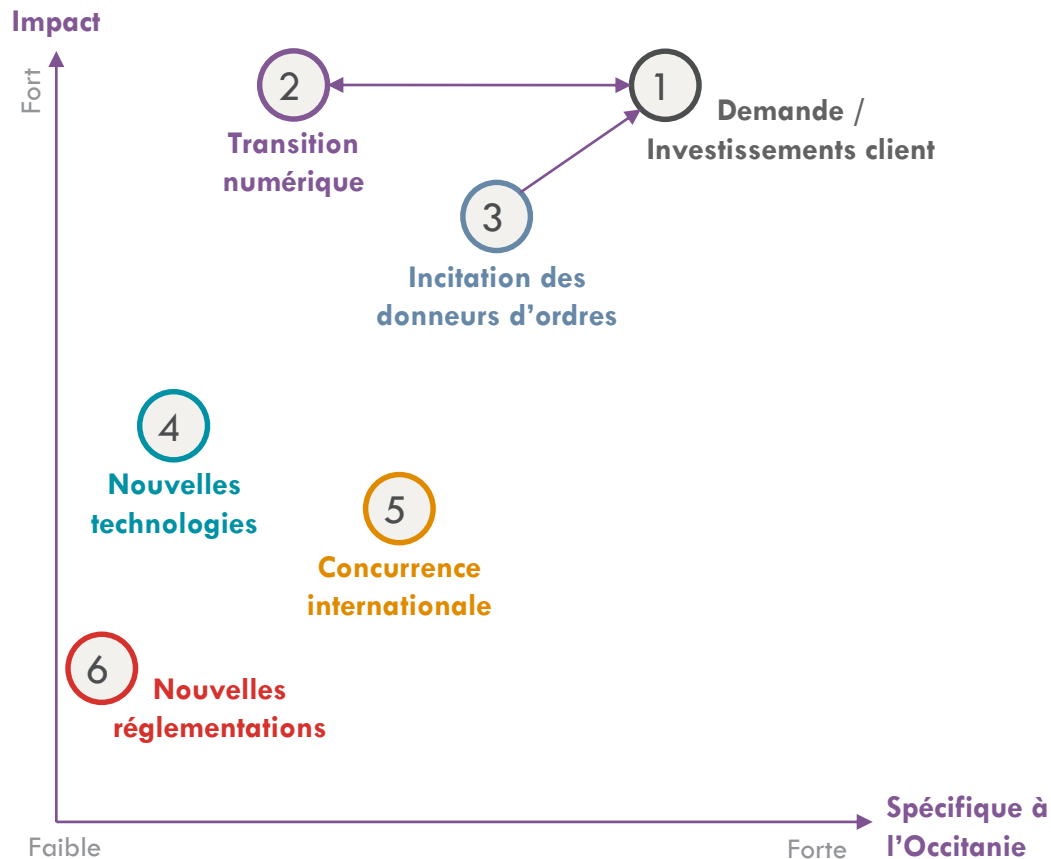 Impact
Fort
2
1
Transition
numérique
Demande /
Investissements client
3
Incitation des
donneurs d'ordres
4
Nouvelles
technologies
5
Concurrence
internationale
6
Nouvelles
réglementations
Faible
Forte
Spécifique à
l'Occitanie